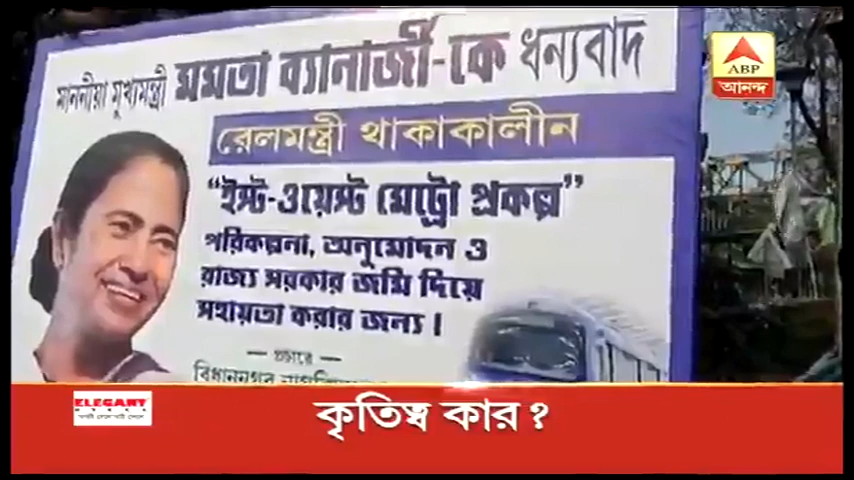 মাননীয়া মুখ্যমন্ত্রী মমতা ব্যানার্জী-কে ধন্যবাদ
রেলমন্ত্রী থাকাকালীন
"ইস্ট-ওয়েস্ট মেট্রো প্রকল্প"
পরিকল্পনা, অনুমোদন ও
রাজ্য সরকার জমি দিয়ে
সহায়তা করার জন্য।
— প্রচারে —
বিধাননগর
ABP
আনন্দ
ELEGANT
কৃতিত্ব কার ?